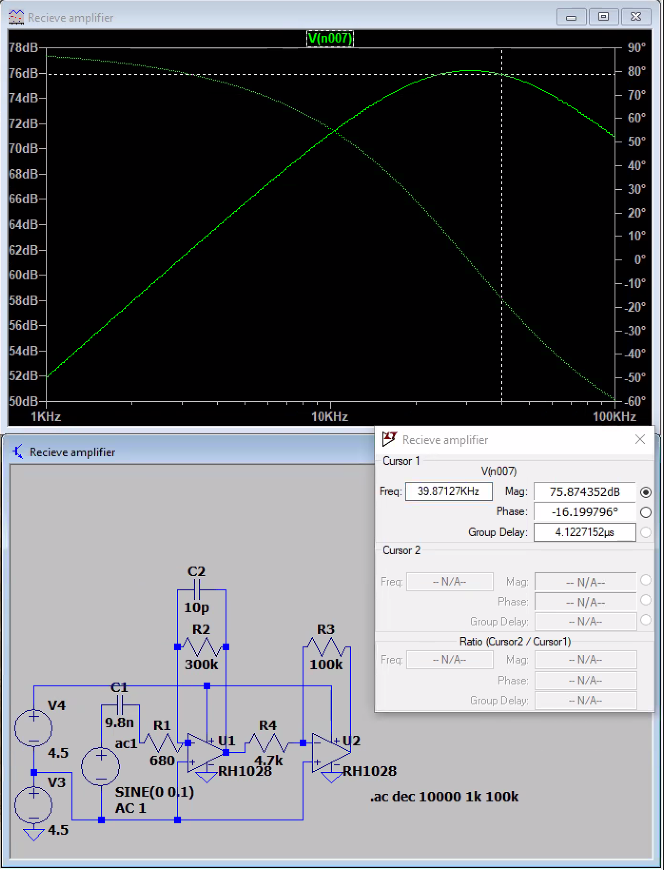 Recieve amplifier
V(n007)
78dB
76dB
74dB
72dB
70dB
68dB
66dB
64dB
62dB
60dB
58dB
56dB
54dB
52dB
50dB
90°
80°
70°
60°
50°
40°
30°
20°
10°
0°
-10°
-20°
-30°
-40°
-50°
-60°
1KHz
10KHz
100KHz
Recieve amplifier
Recieve amplifier
Cursor 1
V(n007)
Freq: 39.87127KHz Mag: 75.874352dB
Phase: -16.199796°
Group Delay: 4.1227152µs
Cursor 2
Freq: -- N/A-- Mag: -- N/A--
Phase: -- N/A--
Group Delay: -- N/A--
Ratio (Cursor2 / Cursor1)
Freq: -- N/A-- Mag: -- N/A--
Phase: -- N/A--
Group Delay: -- N/A--
C2
10p
R2
300k
R3
100k
C1
9.8n
V4
4.5
ac1
R1
680
U1
RH1028
R4
4.7k
U2
RH1028
V3
4.5
SINE(0 0.1)
AC 1
.ac dec 10000 1k 100k